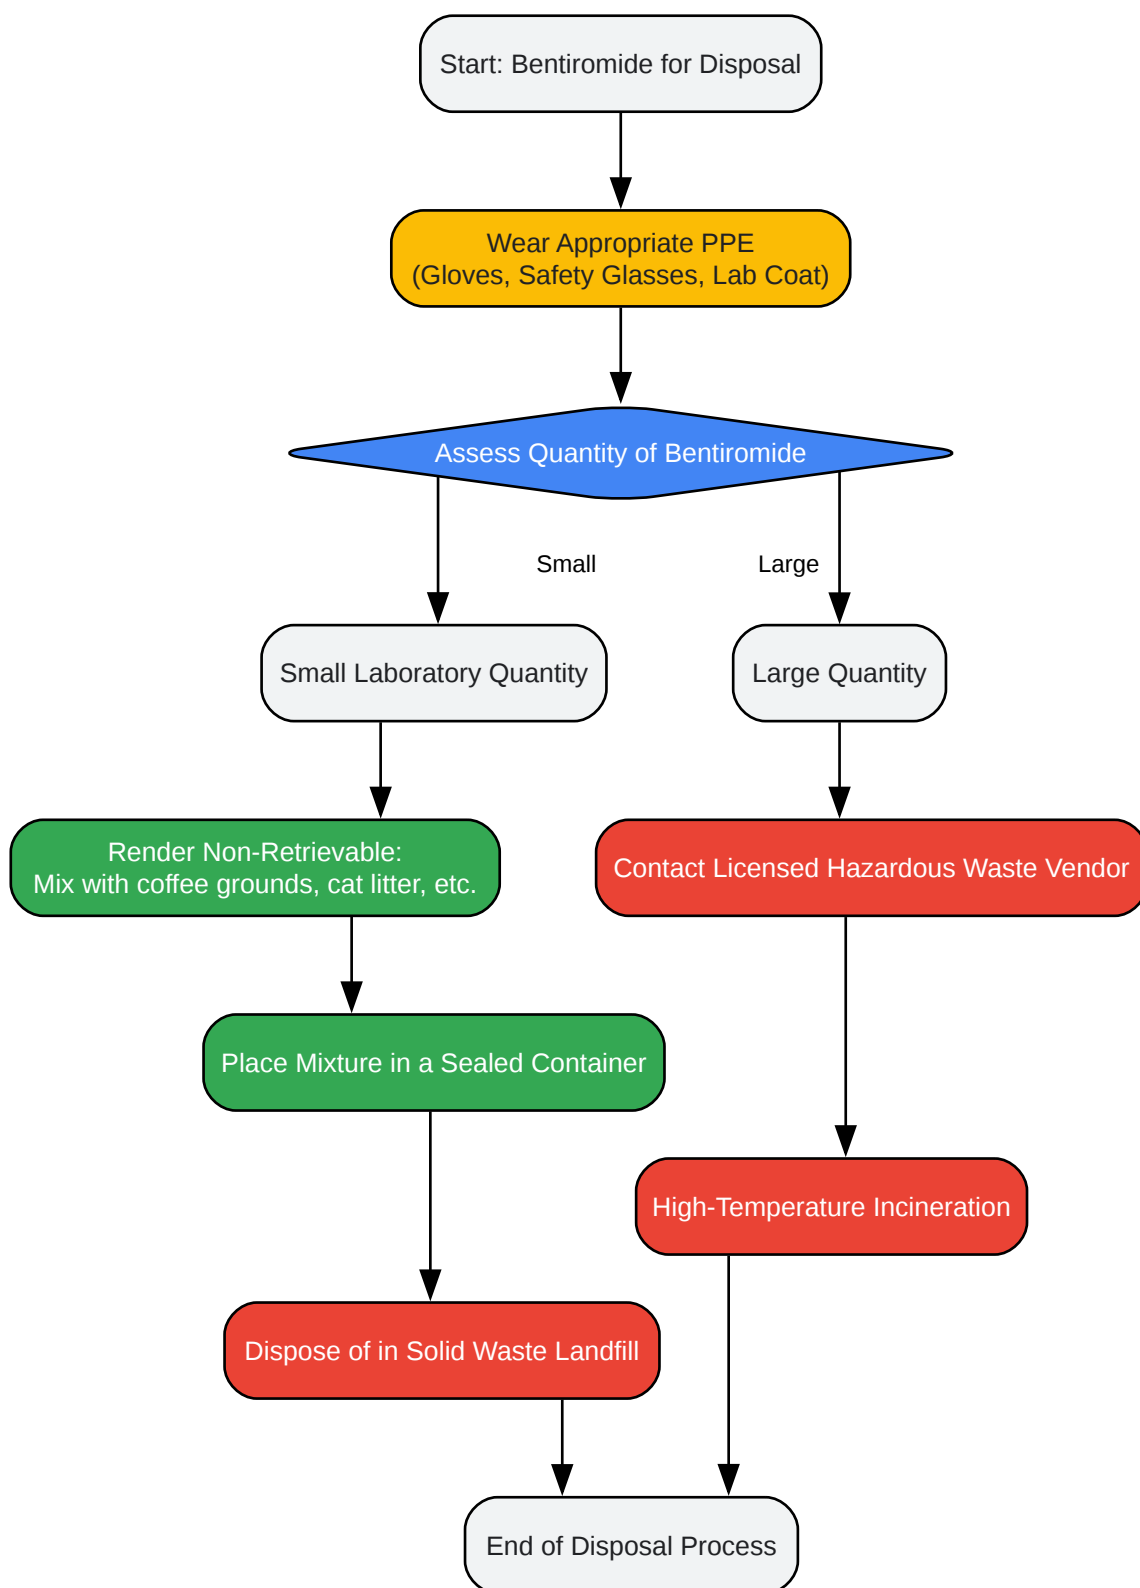 Start: Bentiromide for Disposal
Wear Appropriate PPE
(Gloves, Safety Glasses, Lab Coat)
Assess Quantity of Bentiromide
Small
Large
Small Laboratory Quantity
Large Quantity
Render Non-Retrievable:
Mix with coffee grounds, cat litter, etc.
Contact Licensed Hazardous Waste Vendor
Place Mixture in a Sealed Container
High-Temperature Incineration
Dispose of in Solid Waste Landfill
End of Disposal Process